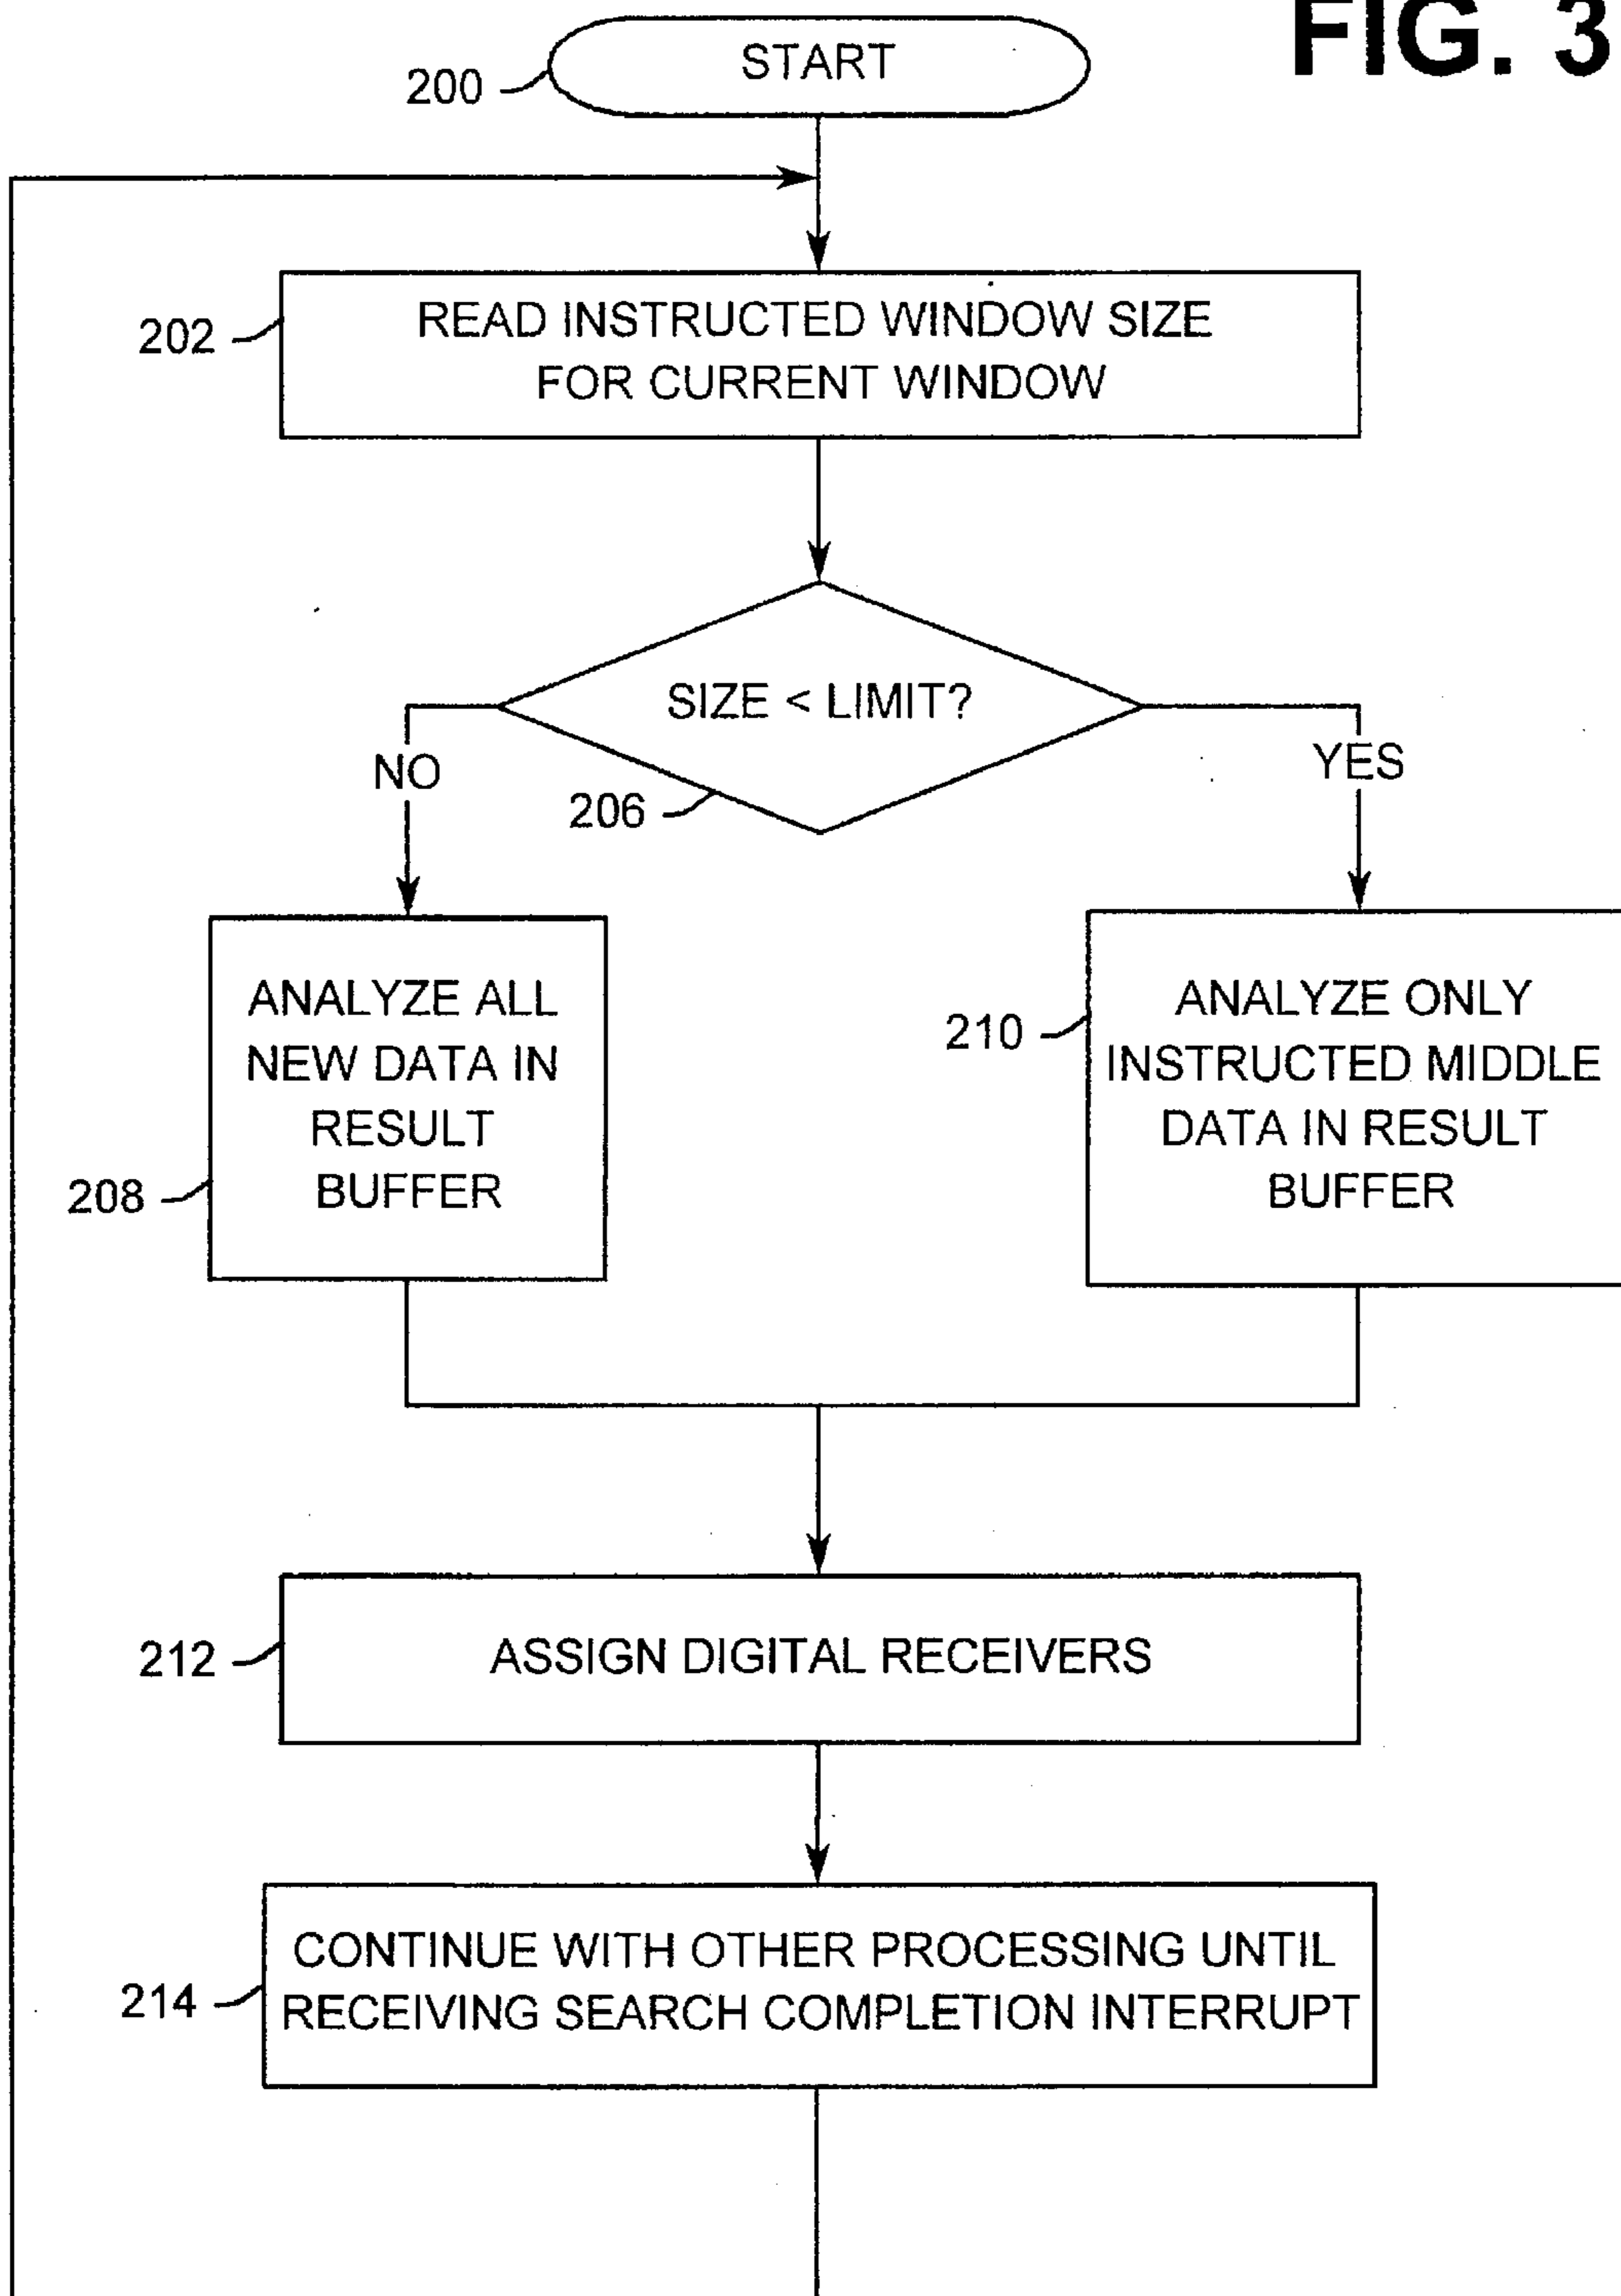 FIG. 3
START
200
READ INSTRUCTED WINDOW SIZE
FOR CURRENT WINDOW
202
SIZE < LIMIT?
NO
YES
206
ANALYZE ALL
NEW DATA IN
RESULT
BUFFER
208
ANALYZE ONLY
INSTRUCTED MIDDLE
DATA IN RESULT
BUFFER
210
ASSIGN DIGITAL RECEIVERS
212
CONTINUE WITH OTHER PROCESSING UNTIL
RECEIVING SEARCH COMPLETION INTERRUPT
214